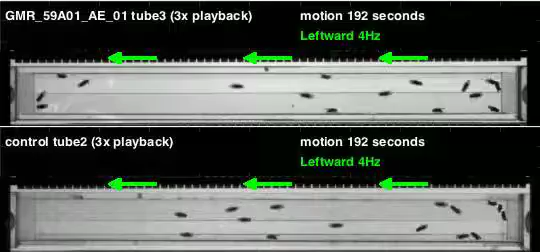 GMR_59A01_AE_01 tube3 (3x playback)
motion 192 seconds
Leftward 4Hz
control tube2 (3x playback)
motion 192 seconds
Leftward 4Hz